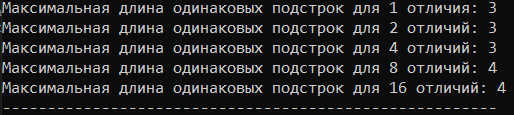 Максимальная длина одинаковых подстрок для 1 отличия: 3
Максимальная длина одинаковых подстрок для 2 отличий: 3
Максимальная длина одинаковых подстрок для 4 отличий: 3
Максимальная длина одинаковых подстрок для 8 отличий: 4
Максимальная длина одинаковых подстрок для 16 отличий: 4
------------------------------------------------------